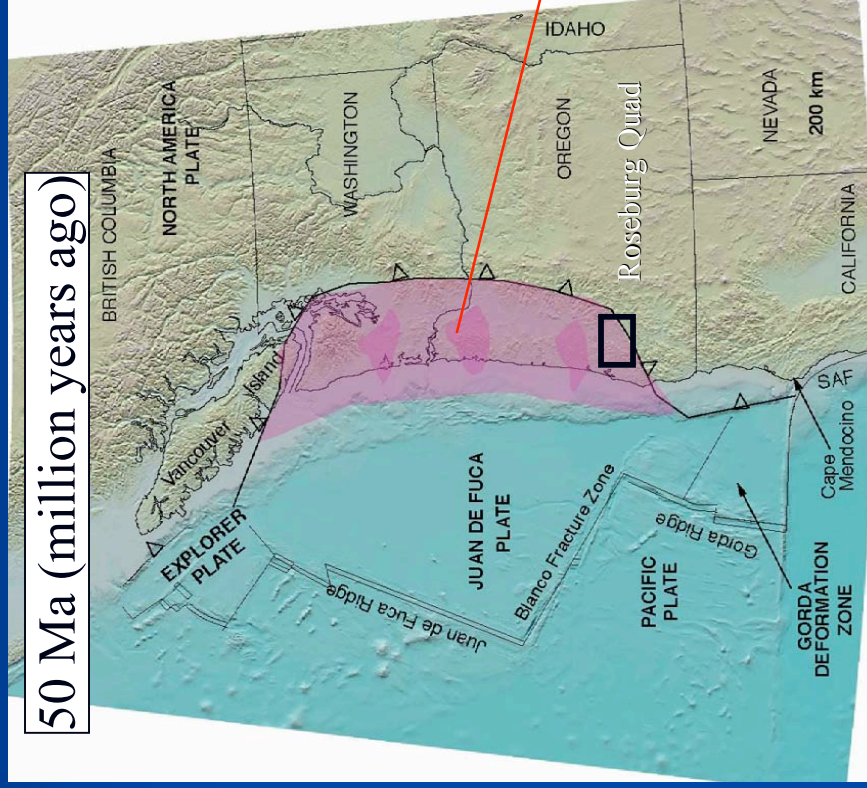 50 Ma (million years ago)
BRITISH COLUMBIA
NORTH AMERICA
PLATE
WASHINGTON
IDAHO
OREGON
Roseburg Quad
NEVADA
200 km
CALIFORNIA
Vancouver
Island
EXPLORER
PLATE
JUAN DE FUCA
PLATE
Juan de Fuca Ridge
Blanco Fracture Zone
PACIFIC
PLATE
Gorda Ridge
GORDA
DEFORMATION
ZONE
Cape
Mendocino
SAF